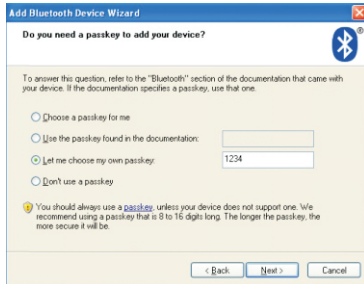 Add Bluetooth Device Wizard
Do you need a passkey to add your device?
®
To answer this question, refer to the "Bluetooth" section of the documentation that came with
your device. If the documentation specifies a passkey, use that one.
Choose a passkey for me
Use the passkey found in the documentation:
Let me choose my own passkey:
1234
Don't use a passkey
You should always use a passkey, unless your device does not support one. We
recommend using a passkey that is 8 to 16 digits long. The longer the passkey, the
more secure it will be.
< Back
Next >
Cancel